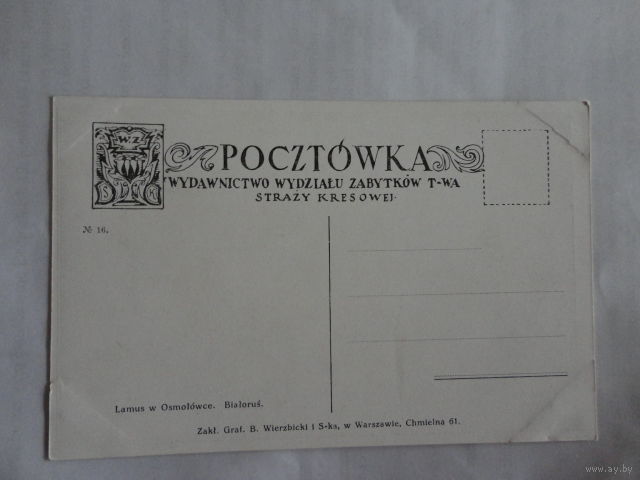 W Z
POCZTÓWKA
WYDAWNICTWO WYDZIAŁU ZABYTKÓW T-WA
STRAŻY KRESOWEJ·
№ 16.
Lamus w Osmołówce. Białoruś.
Zakł. Graf. B. Wierzbicki i S-ka, w Warszawie, Chmielna 61.
www.ay.by